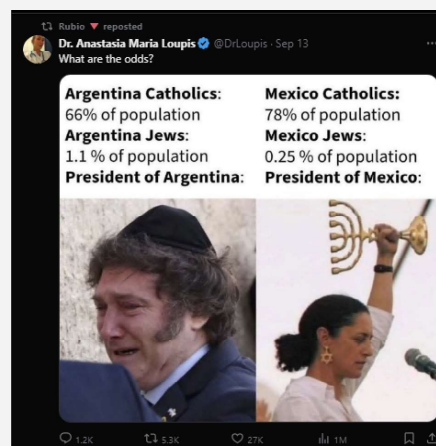 Rubio 🔻 reposted
Dr. Anastasia Maria Loupis @DrLoupis · Sep 13 ...
What are the odds?
Argentina Catholics:
66% of population
Argentina Jews:
1.1 % of population
President of Argentina:
Mexico Catholics:
78% of population
Mexico Jews:
0.25 % of population
President of Mexico:
1.2K 5.3K 27K 1M